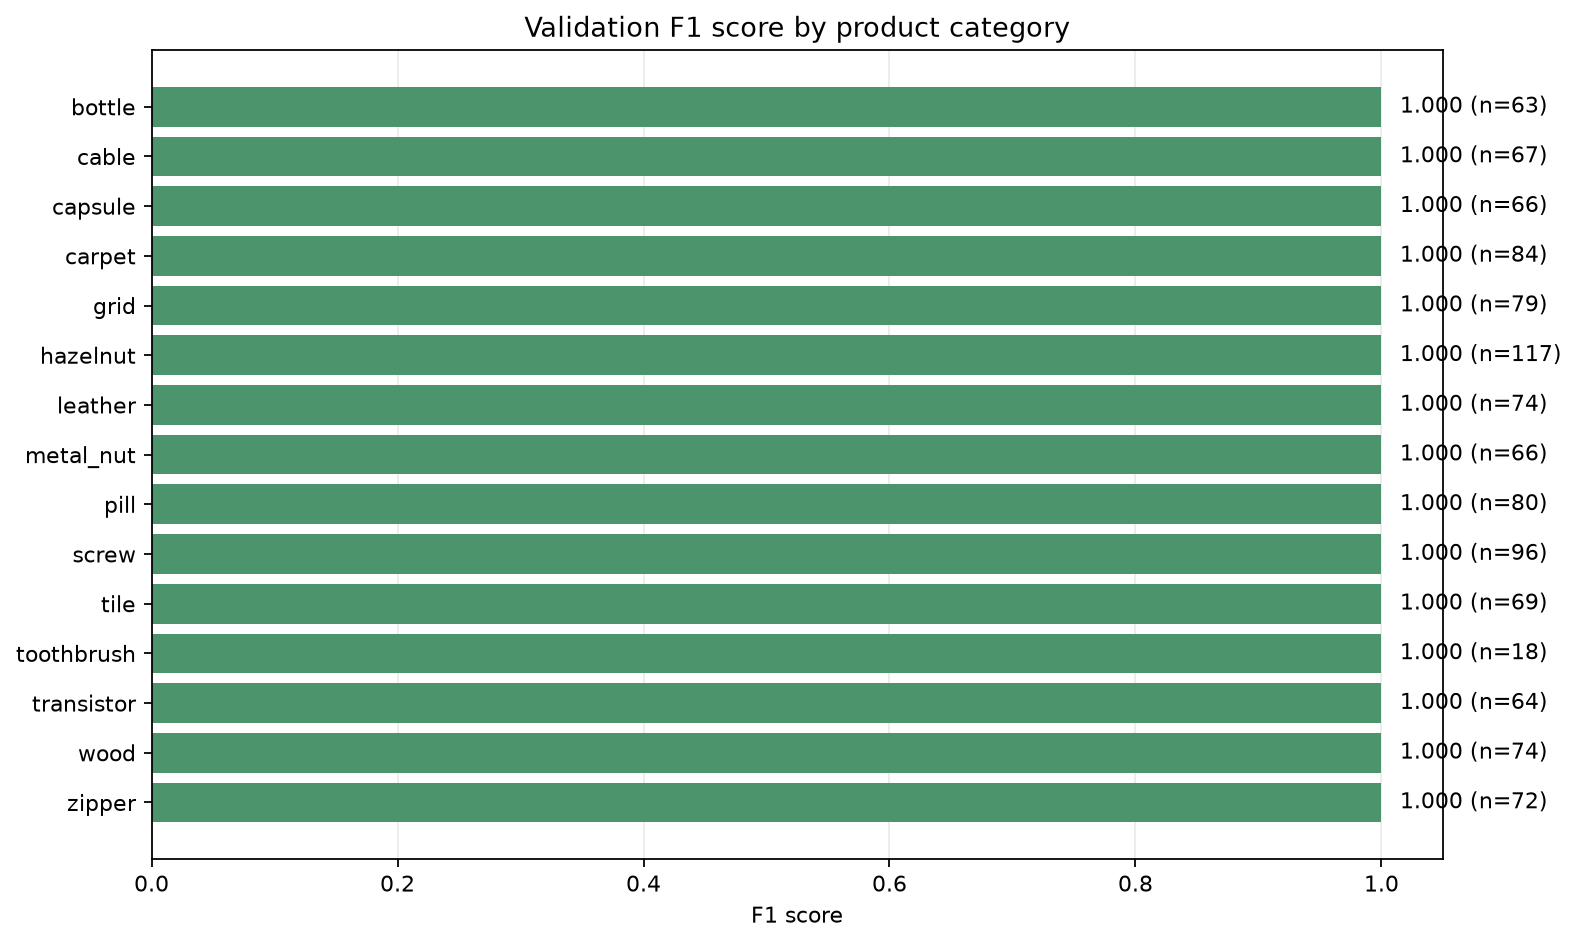 Validation F1 score by product category
bottle 1.000 (n=63)
cable 1.000 (n=67)
capsule 1.000 (n=66)
carpet 1.000 (n=84)
grid 1.000 (n=79)
hazelnut 1.000 (n=117)
leather 1.000 (n=74)
metal_nut 1.000 (n=66)
pill 1.000 (n=80)
screw 1.000 (n=96)
tile 1.000 (n=69)
toothbrush 1.000 (n=18)
transistor 1.000 (n=64)
wood 1.000 (n=74)
zipper 1.000 (n=72)
0.0 0.2 0.4 0.6 0.8 1.0
F1 score